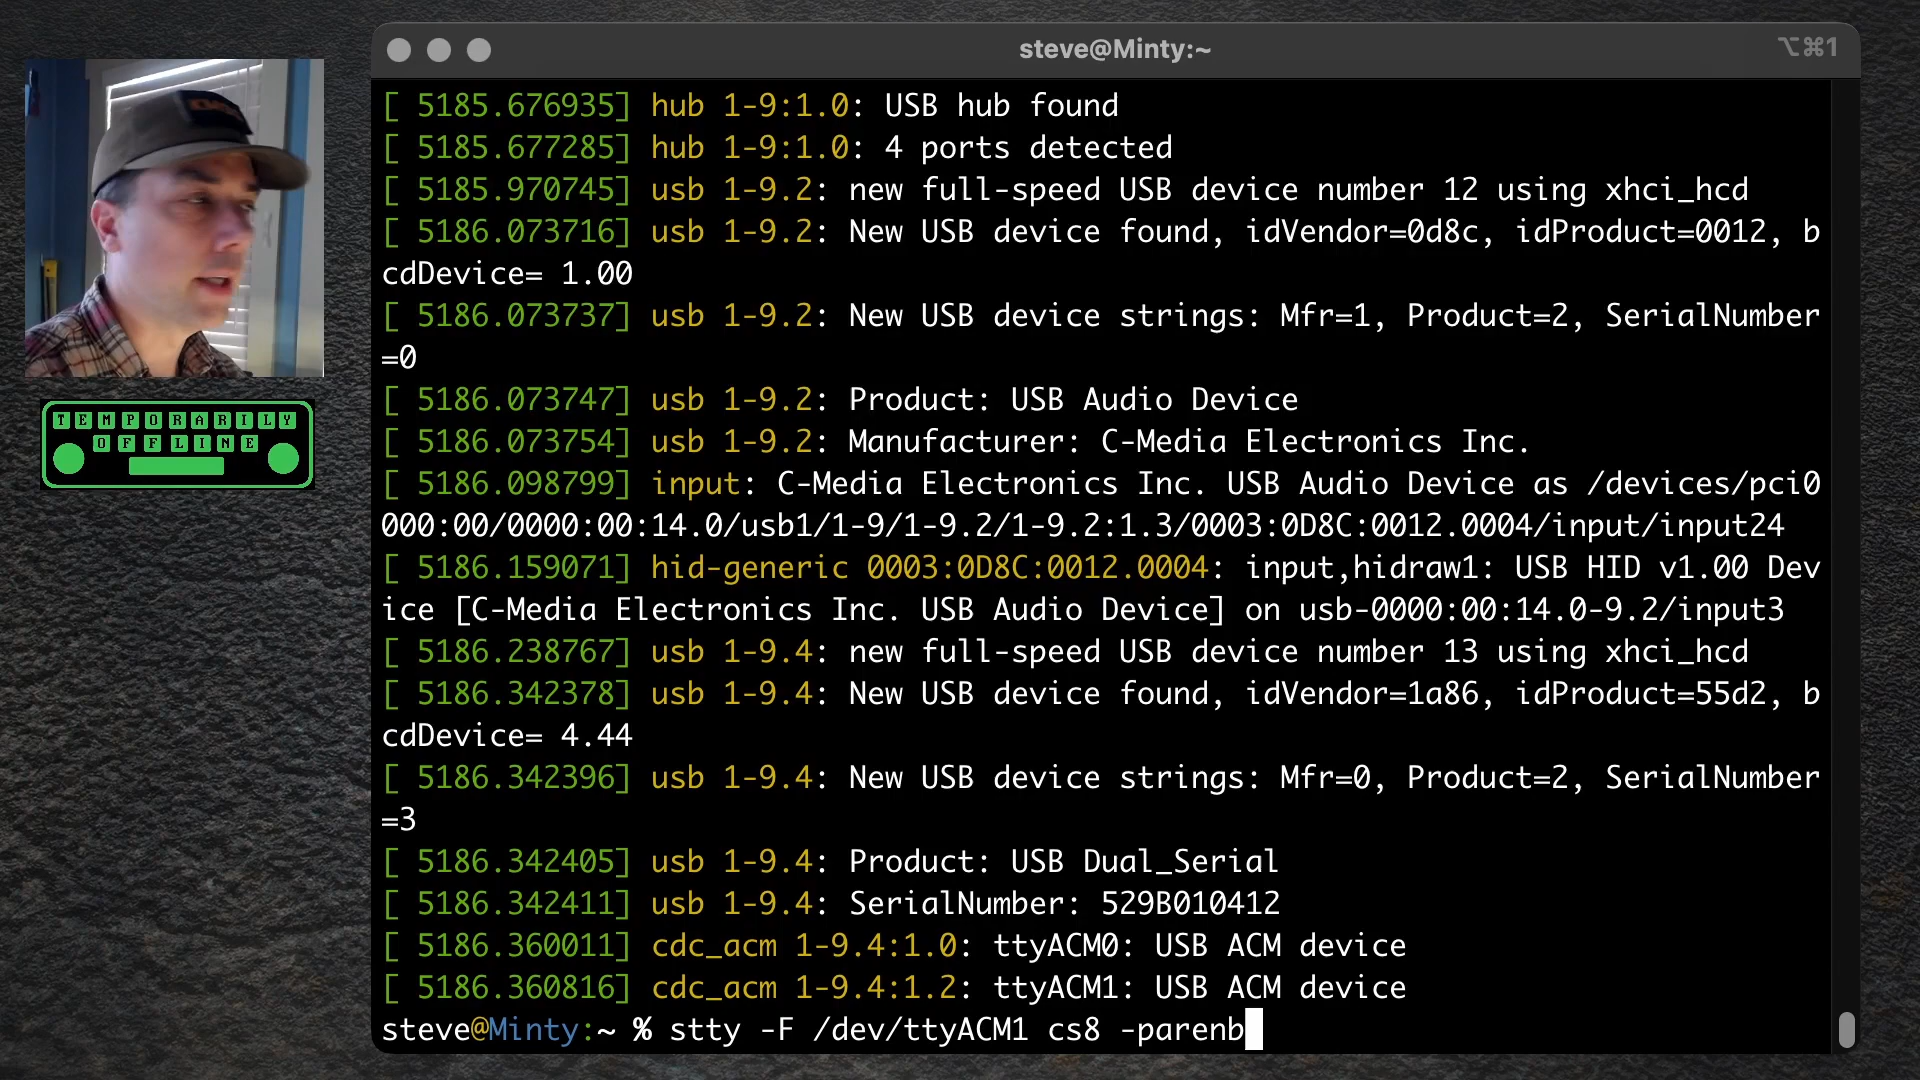 steve@Minty:~
⌥⌘1
[ 5185.676935] hub 1-9:1.0: USB hub found
[ 5185.677285] hub 1-9:1.0: 4 ports detected
[ 5185.970745] usb 1-9.2: new full-speed USB device number 12 using xhci_hcd
[ 5186.073716] usb 1-9.2: New USB device found, idVendor=0d8c, idProduct=0012, b
cdDevice= 1.00
[ 5186.073737] usb 1-9.2: New USB device strings: Mfr=1, Product=2, SerialNumber
=0
[ 5186.073747] usb 1-9.2: Product: USB Audio Device
[ 5186.073754] usb 1-9.2: Manufacturer: C-Media Electronics Inc.
[ 5186.098799] input: C-Media Electronics Inc. USB Audio Device as /devices/pci0
000:00/0000:00:14.0/usb1/1-9/1-9.2/1-9.2:1.3/0003:0D8C:0012.0004/input/input24
[ 5186.159071] hid-generic 0003:0D8C:0012.0004: input,hidraw1: USB HID v1.00 Dev
ice [C-Media Electronics Inc. USB Audio Device] on usb-0000:00:14.0-9.2/input3
[ 5186.238767] usb 1-9.4: new full-speed USB device number 13 using xhci_hcd
[ 5186.342378] usb 1-9.4: New USB device found, idVendor=1a86, idProduct=55d2, b
cdDevice= 4.44
[ 5186.342396] usb 1-9.4: New USB device strings: Mfr=0, Product=2, SerialNumber
=3
[ 5186.342405] usb 1-9.4: Product: USB Dual_Serial
[ 5186.342411] usb 1-9.4: SerialNumber: 529B010412
[ 5186.360011] cdc_acm 1-9.4:1.0: ttyACM0: USB ACM device
[ 5186.360816] cdc_acm 1-9.4:1.2: ttyACM1: USB ACM device
steve@Minty:~ % stty -F /dev/ttyACM1 cs8 -parenb
TEMPORARILY
OFFLINE